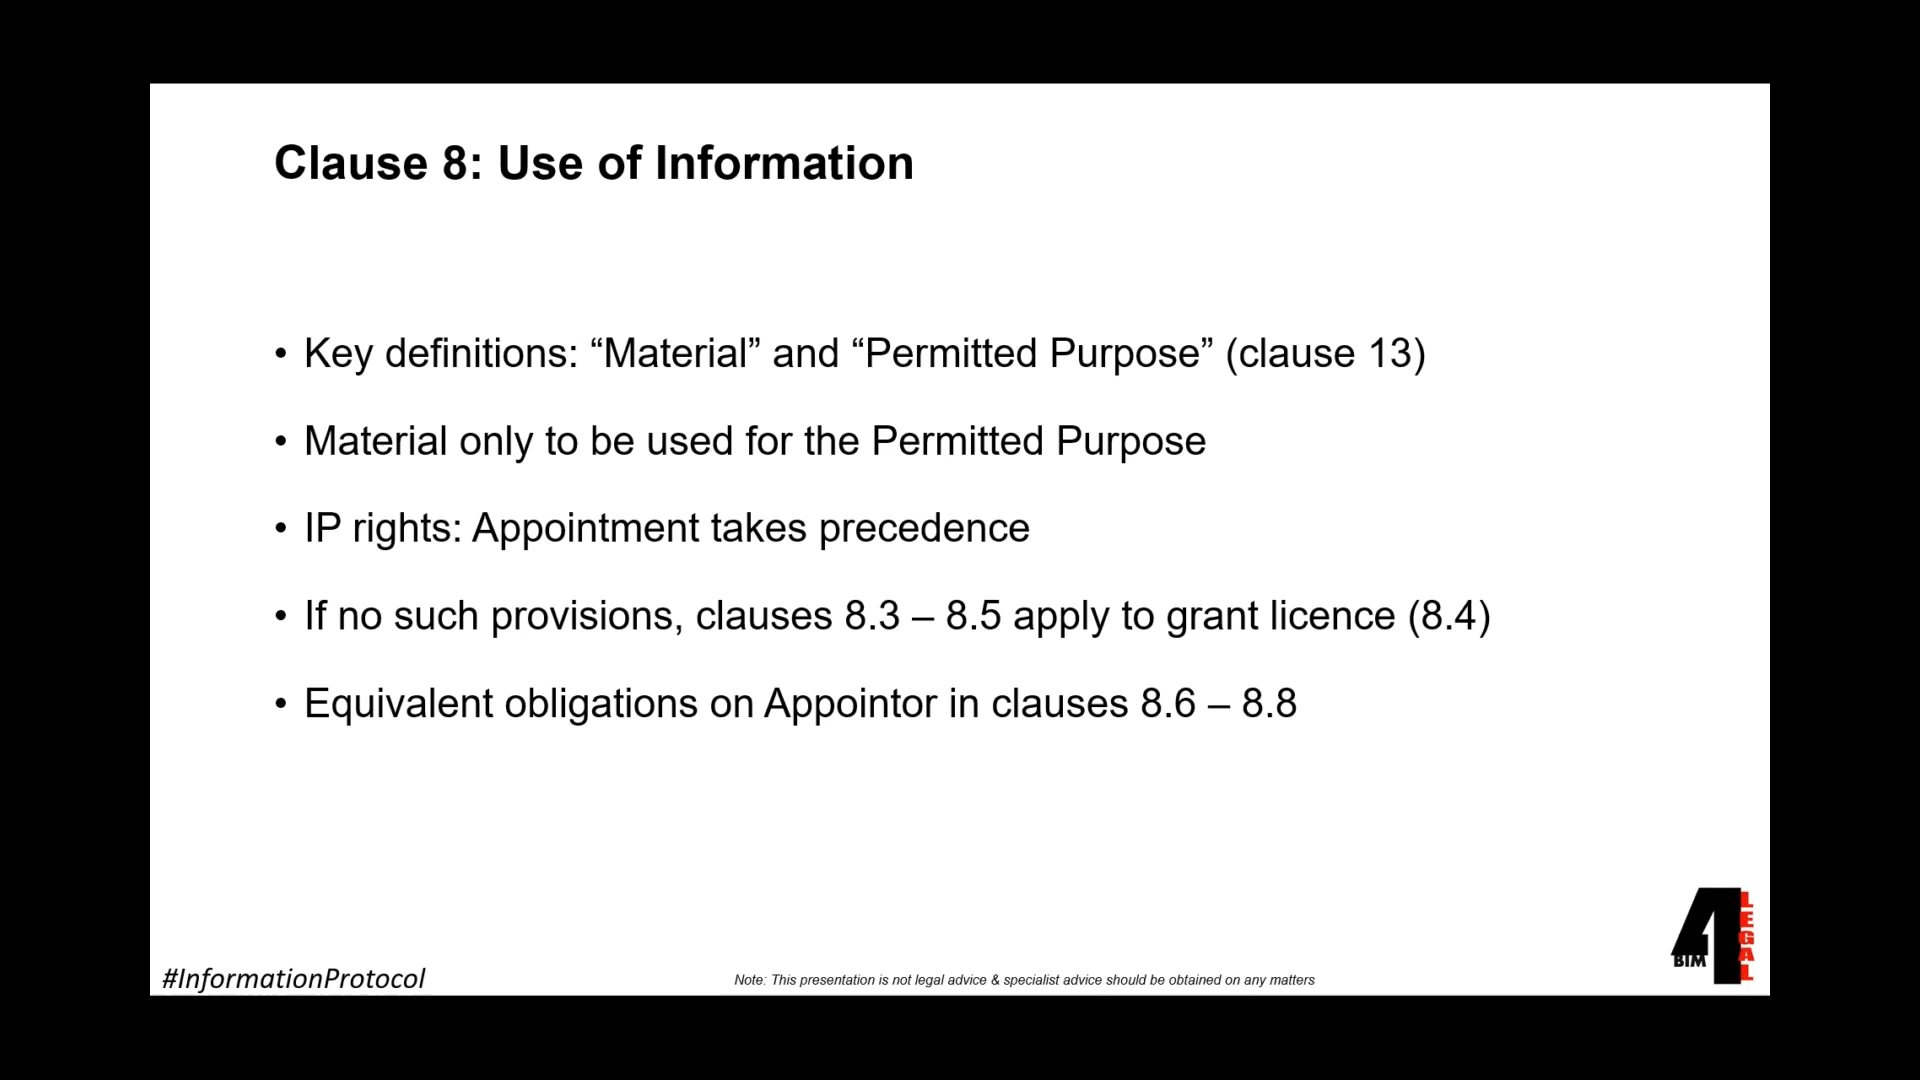 Clause 8: Use of Information
• Key definitions: “Material” and “Permitted Purpose” (clause 13)
• Material only to be used for the Permitted Purpose
• IP rights: Appointment takes precedence
• If no such provisions, clauses 8.3 – 8.5 apply to grant licence (8.4)
• Equivalent obligations on Appointor in clauses 8.6 – 8.8
#InformationProtocol
Note: This presentation is not legal advice & specialist advice should be obtained on any matters
4
BIM
LEGAL